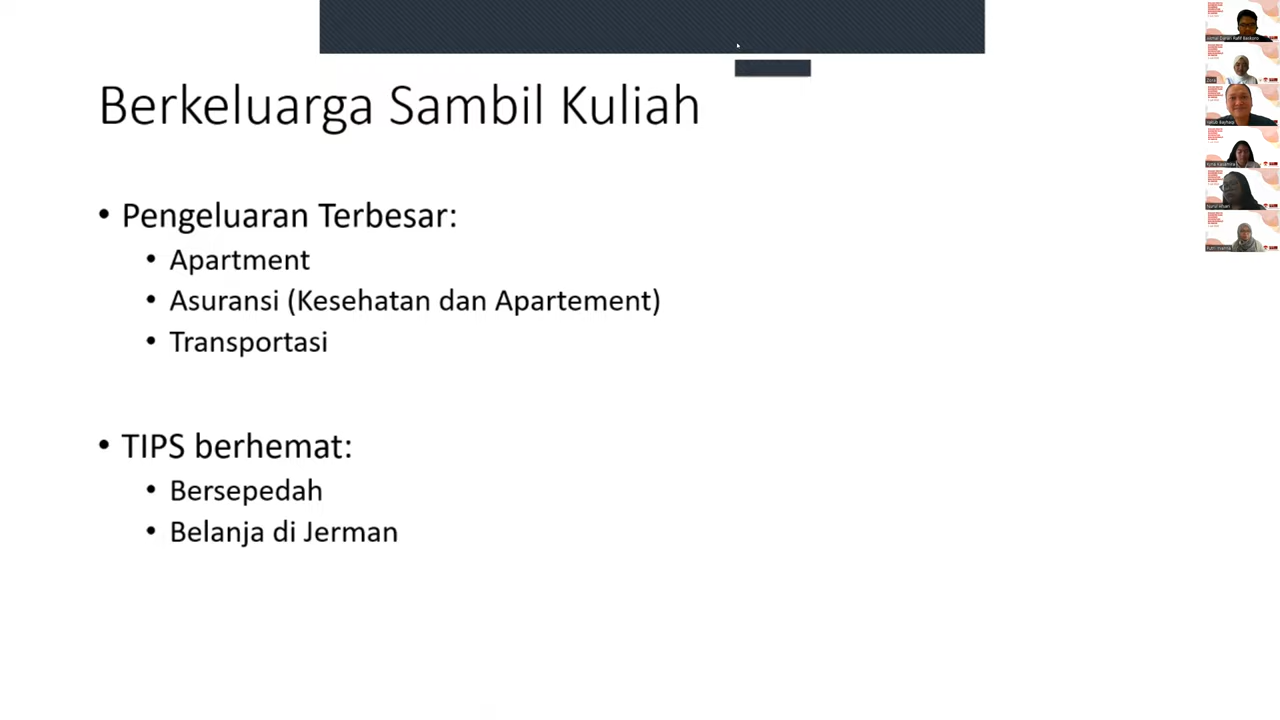 Berkeluarga Sambil Kuliah
• Pengeluaran Terbesar:
• Apartment
• Asuransi (Kesehatan dan Apartement)
• Transportasi
• TIPS berhemat:
• Bersepedah
• Belanja di Jerman